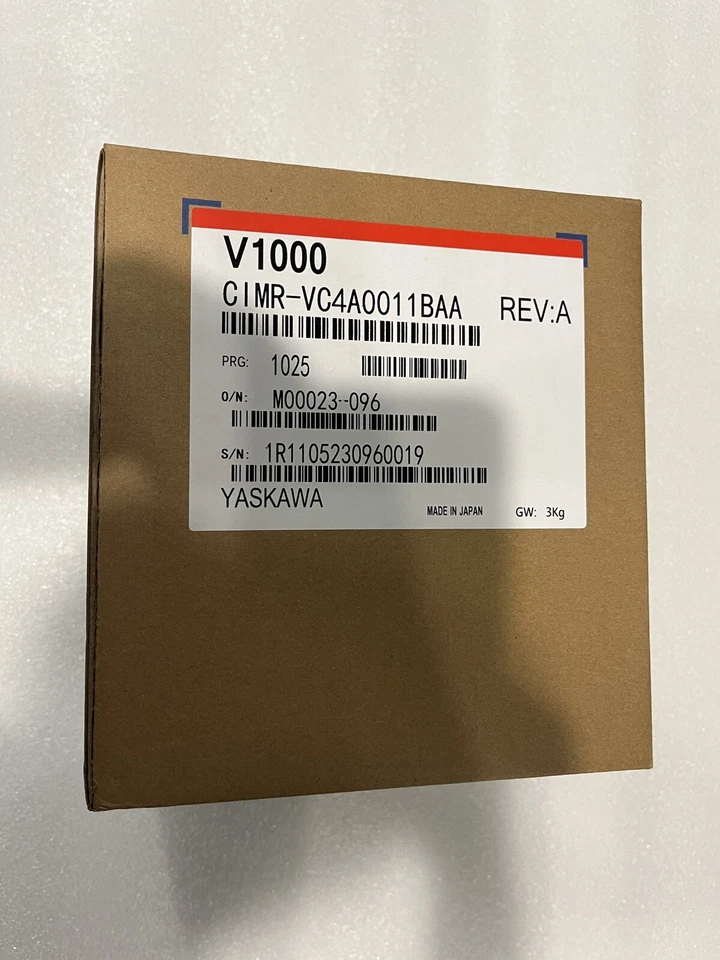 V1000
CIMR-VC4A0011BAA REV:A
PRG: 1025
O/N: M00023--096
S/N: 1R1105230960019
YASKAWA MADE IN JAPAN GW: 3Kg